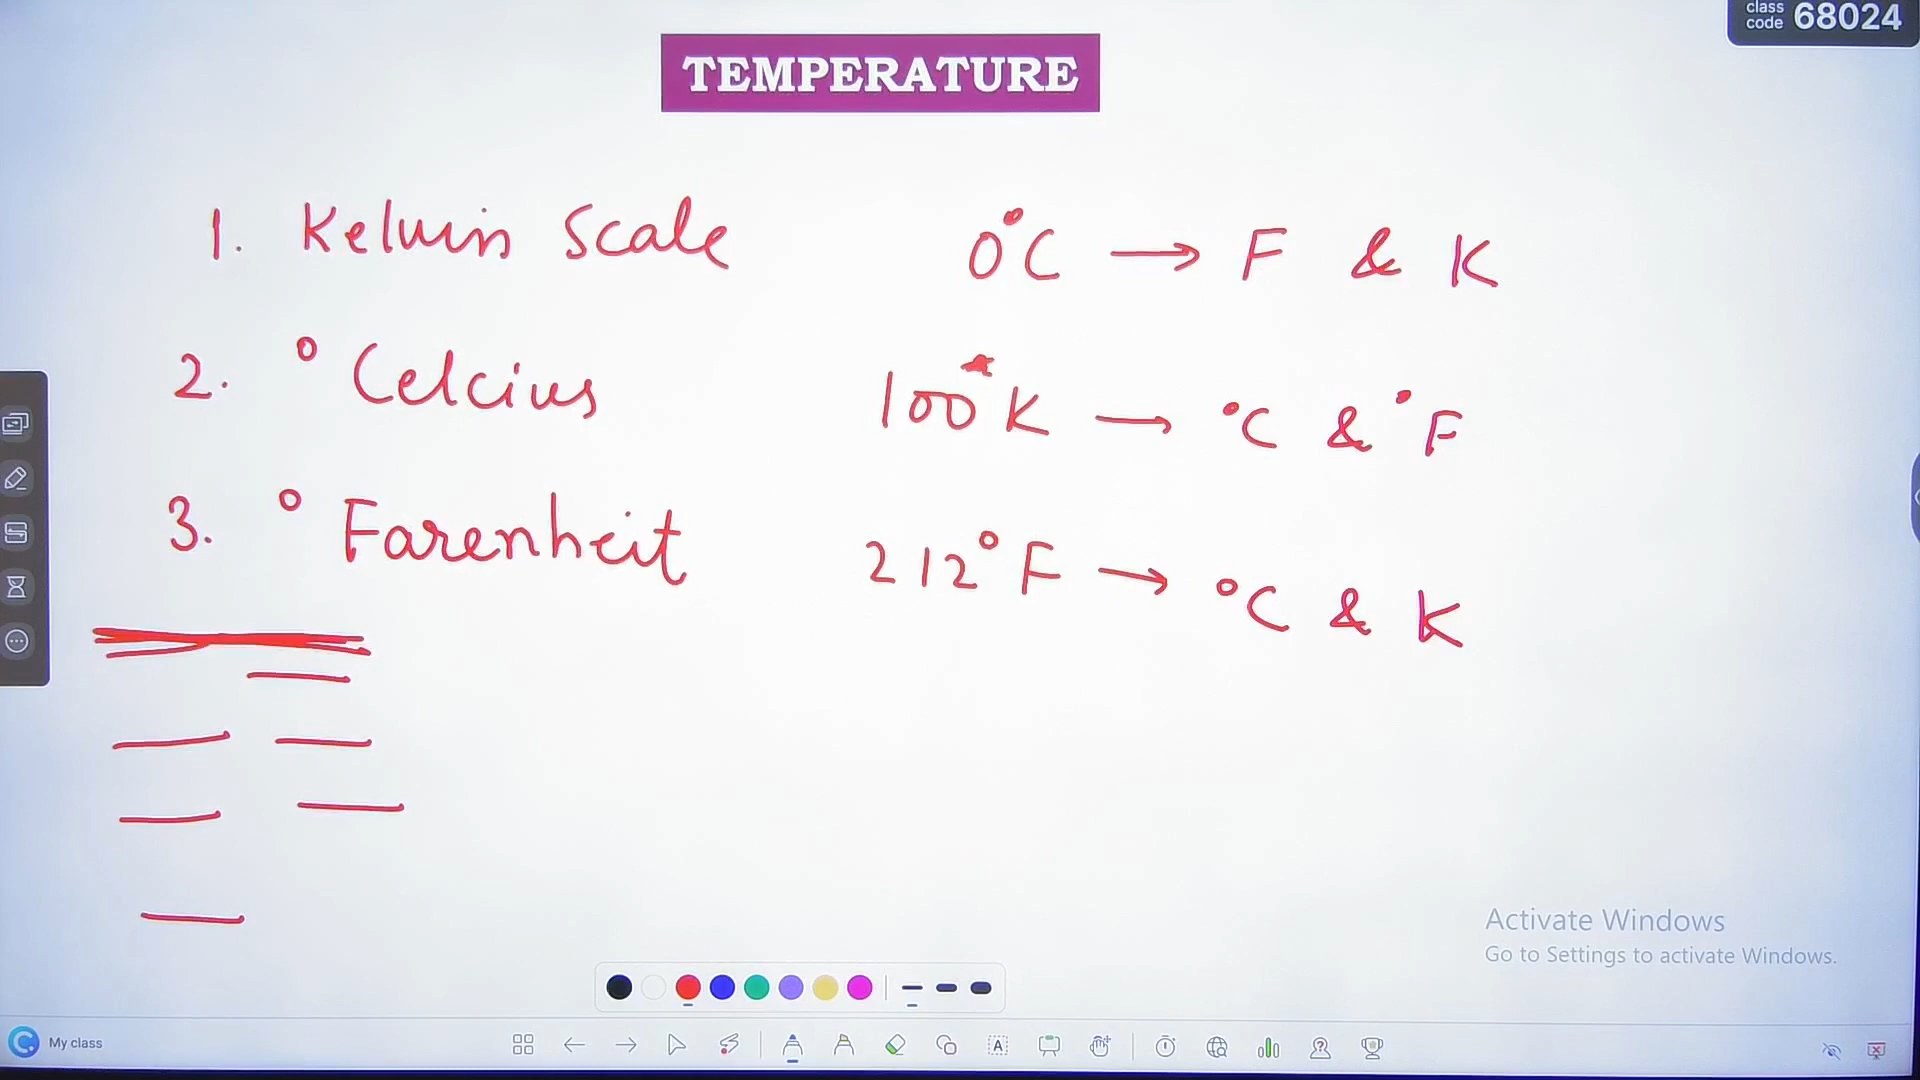 class code 68024
TEMPERATURE
1. Kelvin Scale
0°C → F & K
2. ° Celcius
100 K → °C & °F
3. ° Farenheit
212° F → °C & K
Activate Windows
Go to Settings to activate Windows.
My class